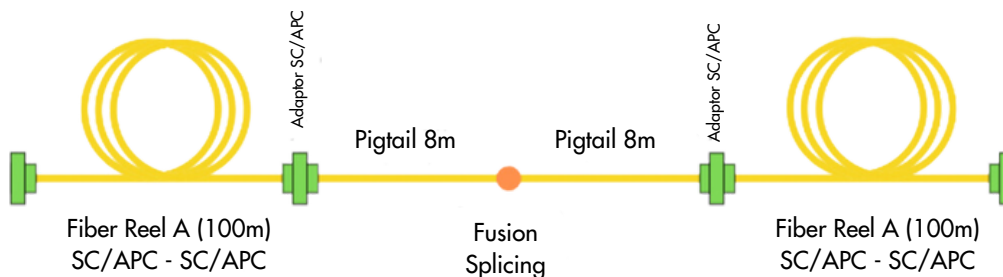 Adaptor SC/APC
Adaptor SC/APC
Pigtail 8m
Pigtail 8m
Fiber Reel A (100m)
SC/APC - SC/APC
Fusion
Splicing
Fiber Reel A (100m)
SC/APC - SC/APC